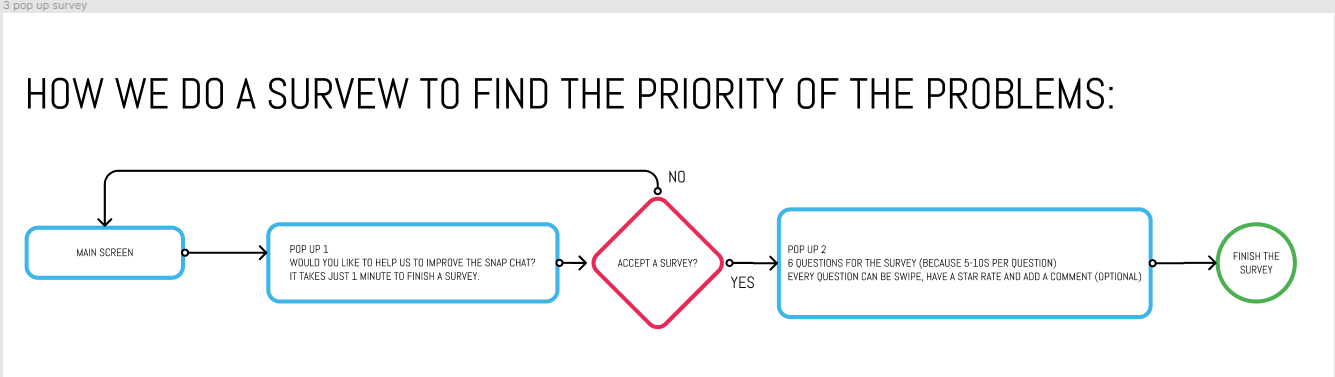 3 pop up survey
HOW WE DO A SURVEW TO FIND THE PRIORITY OF THE PROBLEMS:
NO
MAIN SCREEN
POP UP 1
WOULD YOU LIKE TO HELP US TO IMPROVE THE SNAP CHAT?
IT TAKES JUST 1 MINUTE TO FINISH A SURVEY.
ACCEPT A SURVEY?
YES
POP UP 2
6 QUESTIONS FOR THE SURVEY (BECAUSE 5-10S PER QUESTION)
EVERY QUESTION CAN BE SWIPE, HAVE A STAR RATE AND ADD A COMMENT (OPTIONAL)
FINISH THE
SURVEY